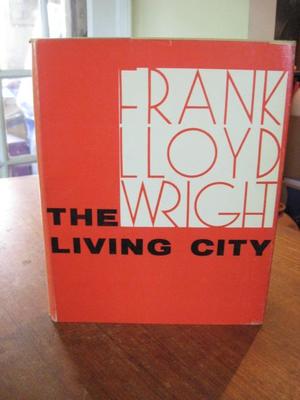 FRANK
LLOYD
WRIGHT
THE
LIVING CITY